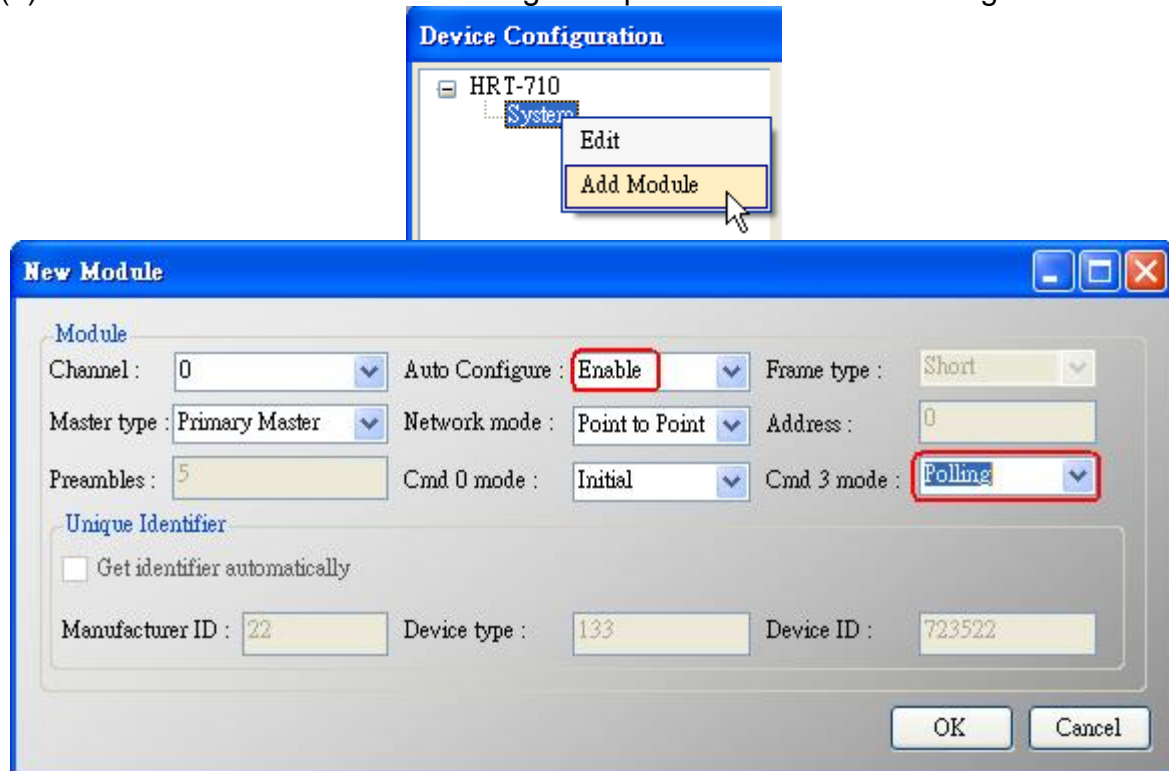 Device Configuration
HRT-710
System
Edit
Add Module
New Module
Module
Channel : 0 Auto Configure : Enable Frame type : Short
Master type : Primary Master Network mode : Point to Point Address : 0
Preambles : 5 Cmd 0 mode : Initial Cmd 3 mode : Polling
Unique Identifier
Get identifier automatically
Manufacturer ID : 22 Device type : 133 Device ID : 723522
OK Cancel